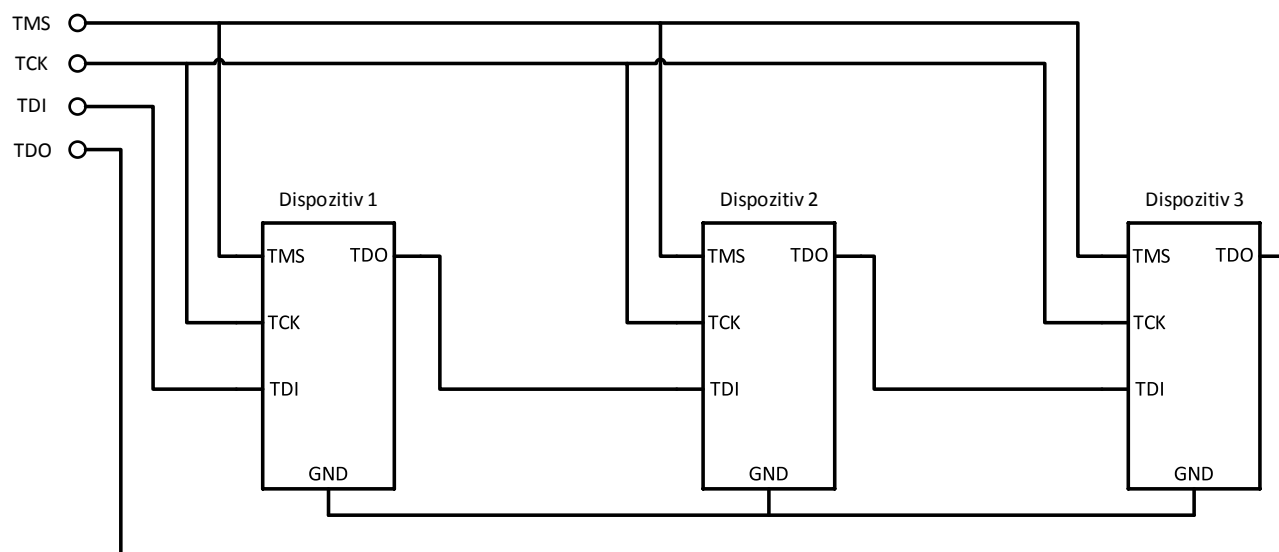 TMS
TCK
TDI
TDO
Dispozitiv 1
Dispozitiv 2
Dispozitiv 3
TMS TDO
TCK
TDI
GND
TMS TDO
TCK
TDI
GND
TMS TDO
TCK
TDI
GND